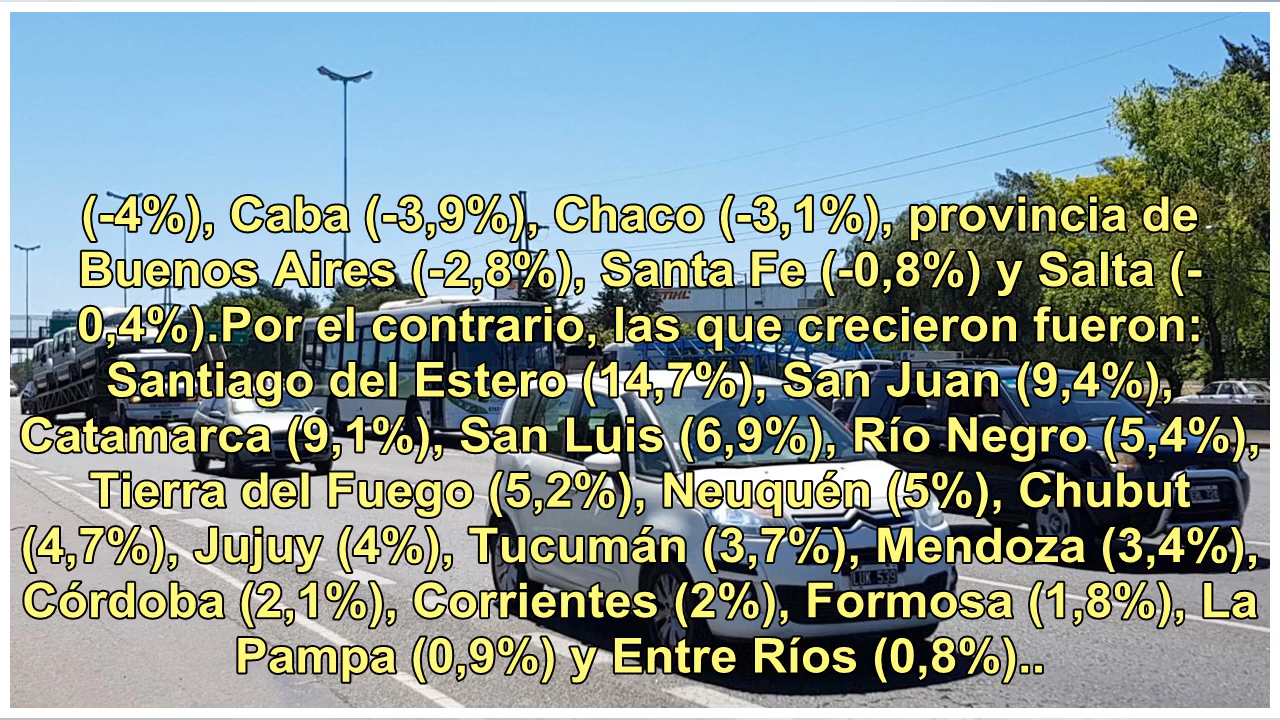 (-4%), Caba (-3,9%), Chaco (-3,1%), provincia de
Buenos Aires (-2,8%), Santa Fe (-0,8%) y Salta (-
0,4%).Por el contrario, las que crecieron fueron:
Santiago del Estero (14,7%), San Juan (9,4%),
Catamarca (9,1%), San Luis (6,9%), Río Negro (5,4%),
Tierra del Fuego (5,2%), Neuquén (5%), Chubut
(4,7%), Jujuy (4%), Tucumán (3,7%), Mendoza (3,4%),
Córdoba (2,1%), Corrientes (2%), Formosa (1,8%), La
Pampa (0,9%) y Entre Ríos (0,8%)..
STIHL
LUK 539